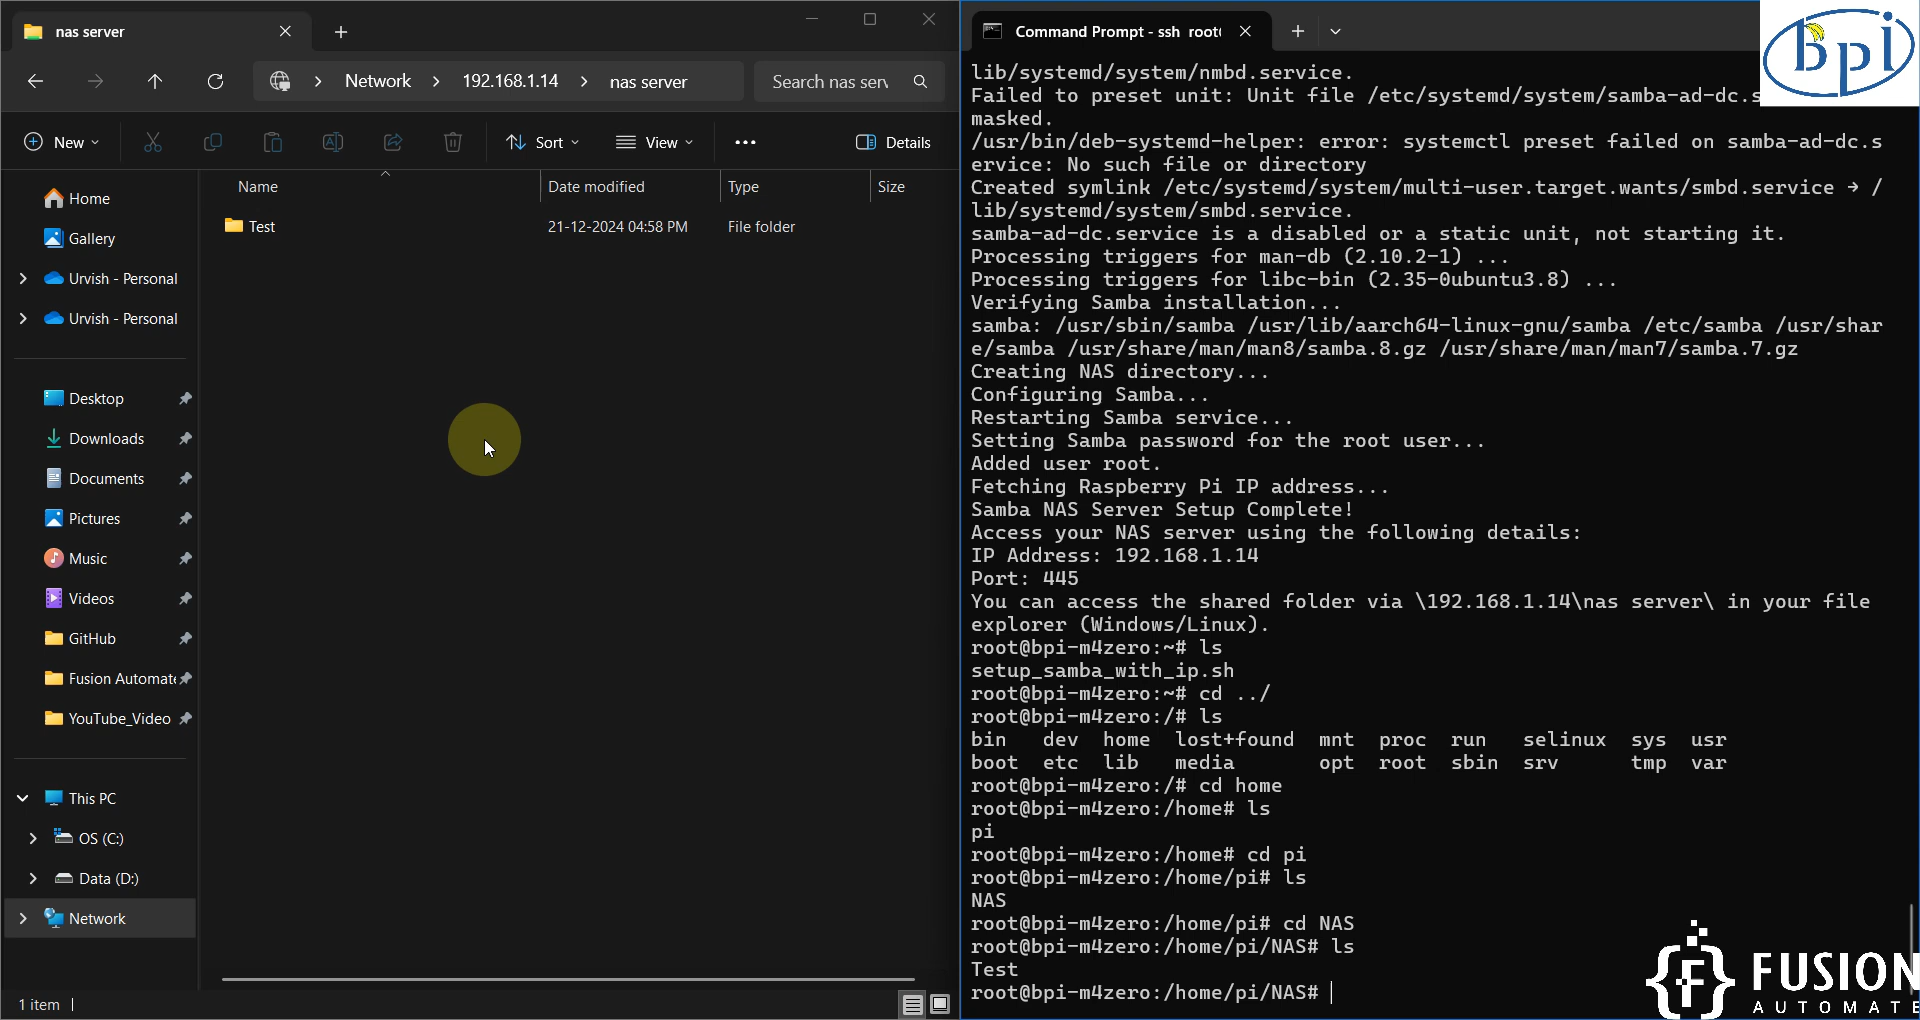 nas server
Network > 192.168.1.14 > nas server
Search nas serv
New
Sort
View
Details
Name
Date modified
Type
Size
Test
21-12-2024 04:58 PM
File folder
Home
Gallery
Urvish - Personal
Urvish - Personal
Desktop
Downloads
Documents
Pictures
Music
Videos
GitHub
Fusion Automate
YouTube_Video
This PC
OS (C:)
Data (D:)
Network
1 item
Command Prompt - ssh root
bpi
lib/systemd/system/nmbd.service.
Failed to preset unit: Unit file /etc/systemd/system/samba-ad-dc.s
masked.
/usr/bin/deb-systemd-helper: error: systemctl preset failed on samba-ad-dc.s
ervice: No such file or directory
Created symlink /etc/systemd/system/multi-user.target.wants/smbd.service → /
lib/systemd/system/smbd.service.
samba-ad-dc.service is a disabled or a static unit, not starting it.
Processing triggers for man-db (2.10.2-1) ...
Processing triggers for libc-bin (2.35-0ubuntu3.8) ...
Verifying Samba installation...
samba: /usr/sbin/samba /usr/lib/aarch64-linux-gnu/samba /etc/samba /usr/shar
e/samba /usr/share/man/man8/samba.8.gz /usr/share/man/man7/samba.7.gz
Creating NAS directory...
Configuring Samba...
Restarting Samba service...
Setting Samba password for the root user...
Added user root.
Fetching Raspberry Pi IP address...
Samba NAS Server Setup Complete!
Access your NAS server using the following details:
IP Address: 192.168.1.14
Port: 445
You can access the shared folder via \192.168.1.14\nas server\ in your file
explorer (Windows/Linux).
root@bpi-m4zero:~# ls
setup_samba_with_ip.sh
root@bpi-m4zero:~# cd ../
root@bpi-m4zero:/# ls
bin dev home lost+found mnt proc run selinux sys usr
boot etc lib media opt root sbin srv tmp var
root@bpi-m4zero:/# cd home
root@bpi-m4zero:/home# ls
pi
root@bpi-m4zero:/home# cd pi
root@bpi-m4zero:/home/pi# ls
NAS
root@bpi-m4zero:/home/pi# cd NAS
root@bpi-m4zero:/home/pi/NAS# ls
Test
root@bpi-m4zero:/home/pi/NAS#
FUSION
AUTOMATE